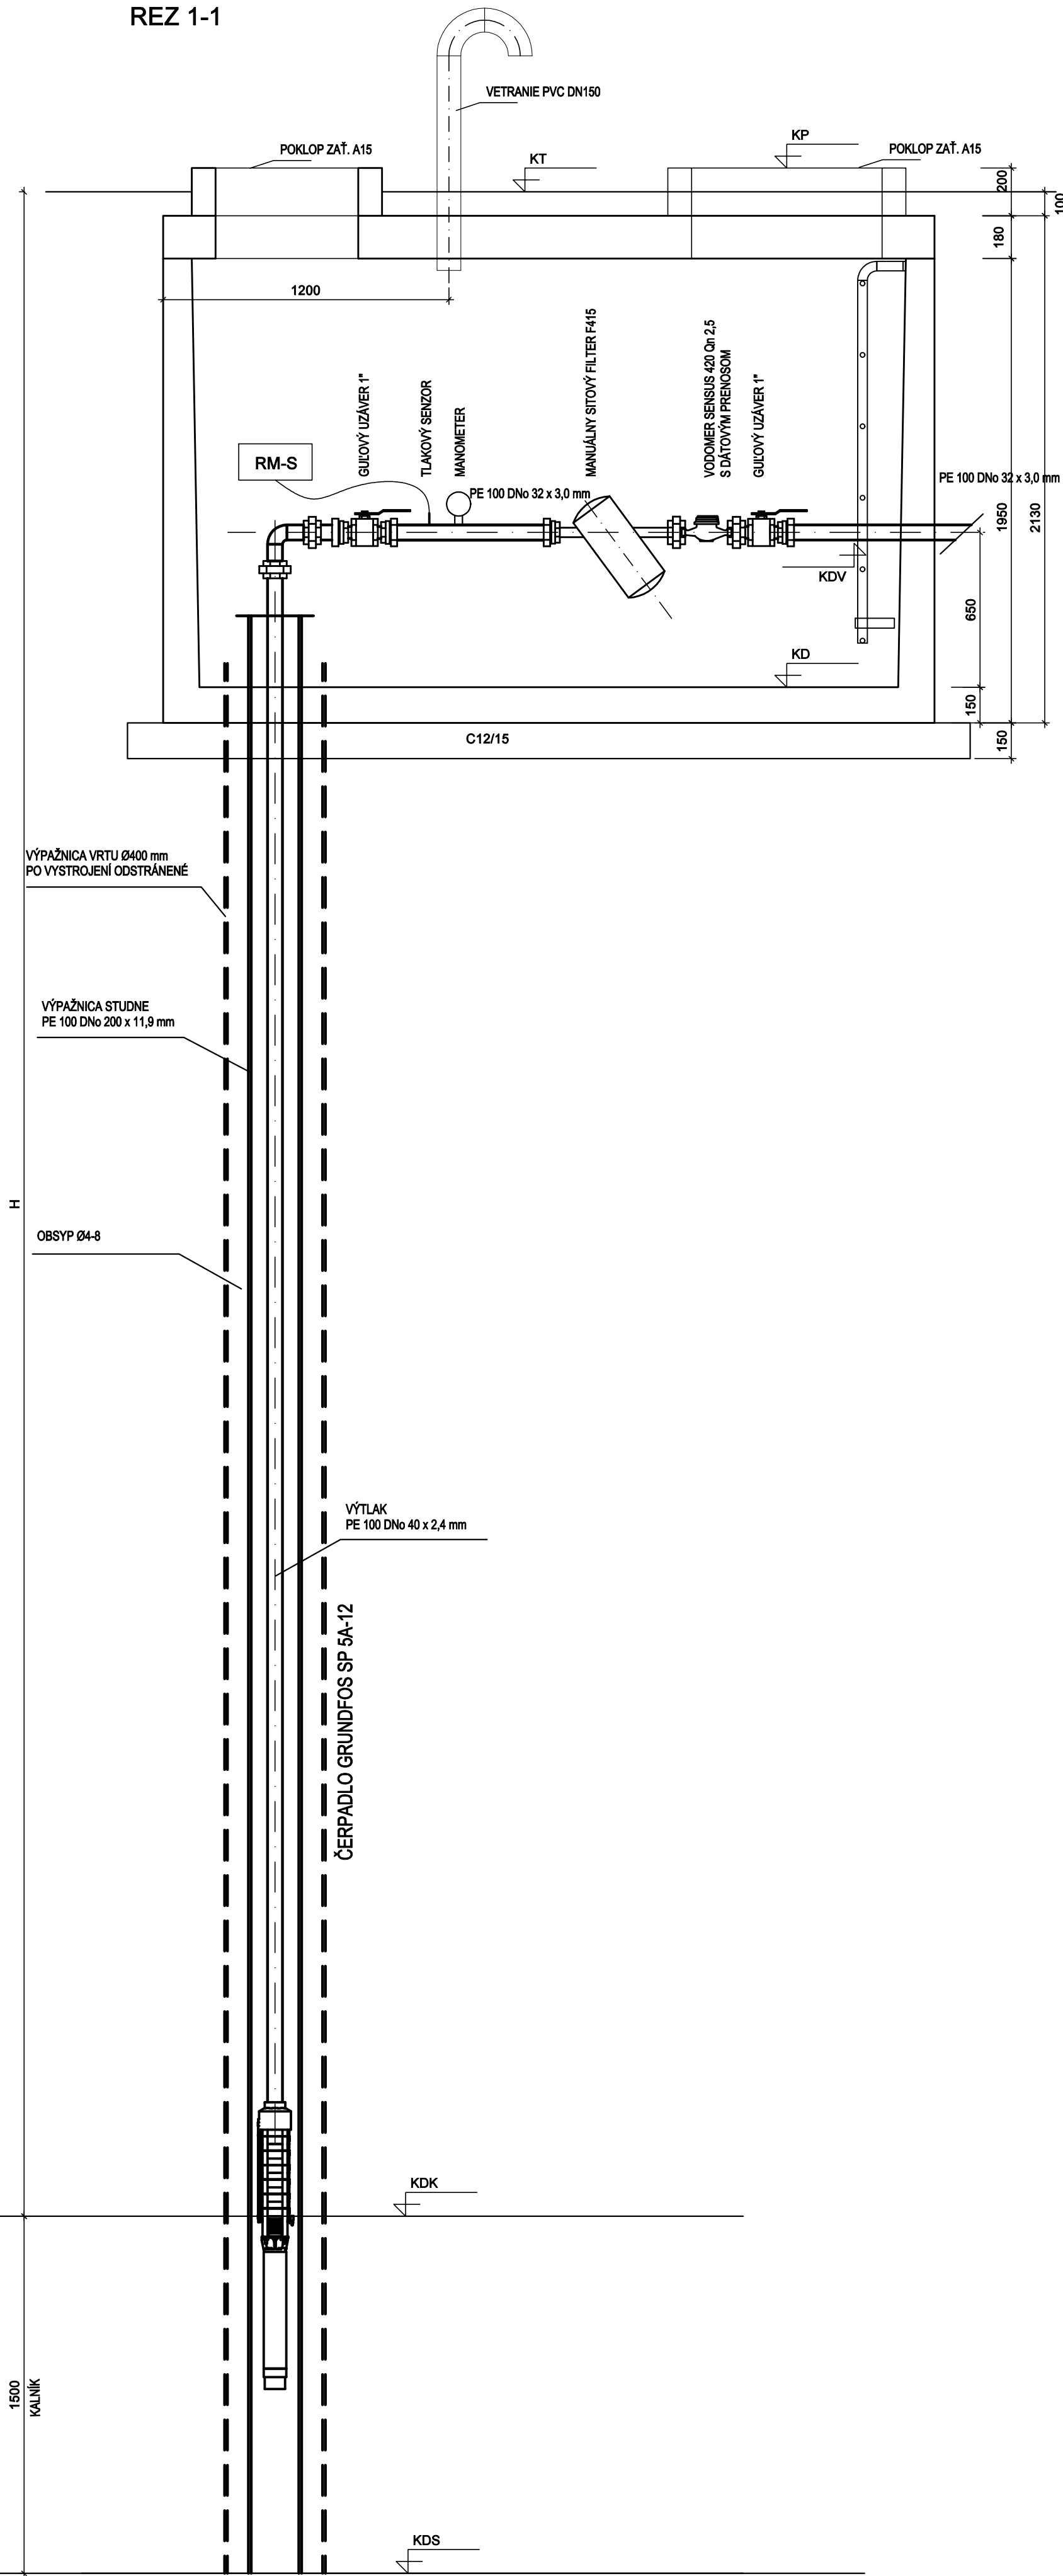 REZ 1-1
VETRANIE PVC DN150
POKLOP ZAŤ. A15
KT
KP
POKLOP ZAŤ. A15
200
100
180
1200
GUĽOVÝ UZÁVER 1"
TLAKOVÝ SENZOR
MANOMETER
MANUÁLNY SITOVÝ FILTER F415
VODOMER SENSUS 420 Qn 2,5
S DÁTOVÝM PRENOSOM
GUĽOVÝ UZÁVER 1"
RM-S
PE 100 DNo 32 x 3,0 mm
PE 100 DNo 32 x 3,0 mm
1950
2130
KDV
650
KD
150
150
C12/15
VÝPAŽNICA VRTU Ø400 mm
PO VYSTROJENÍ ODSTRÁNENÉ
VÝPAŽNICA STUDNE
PE 100 DNo 200 x 11,9 mm
H
OBSYP Ø4-8
VÝTLAK
PE 100 DNo 40 x 2,4 mm
ČERPADLO GRUNDFOS SP 5A-12
KDK
1500
KALNÍK
KDS